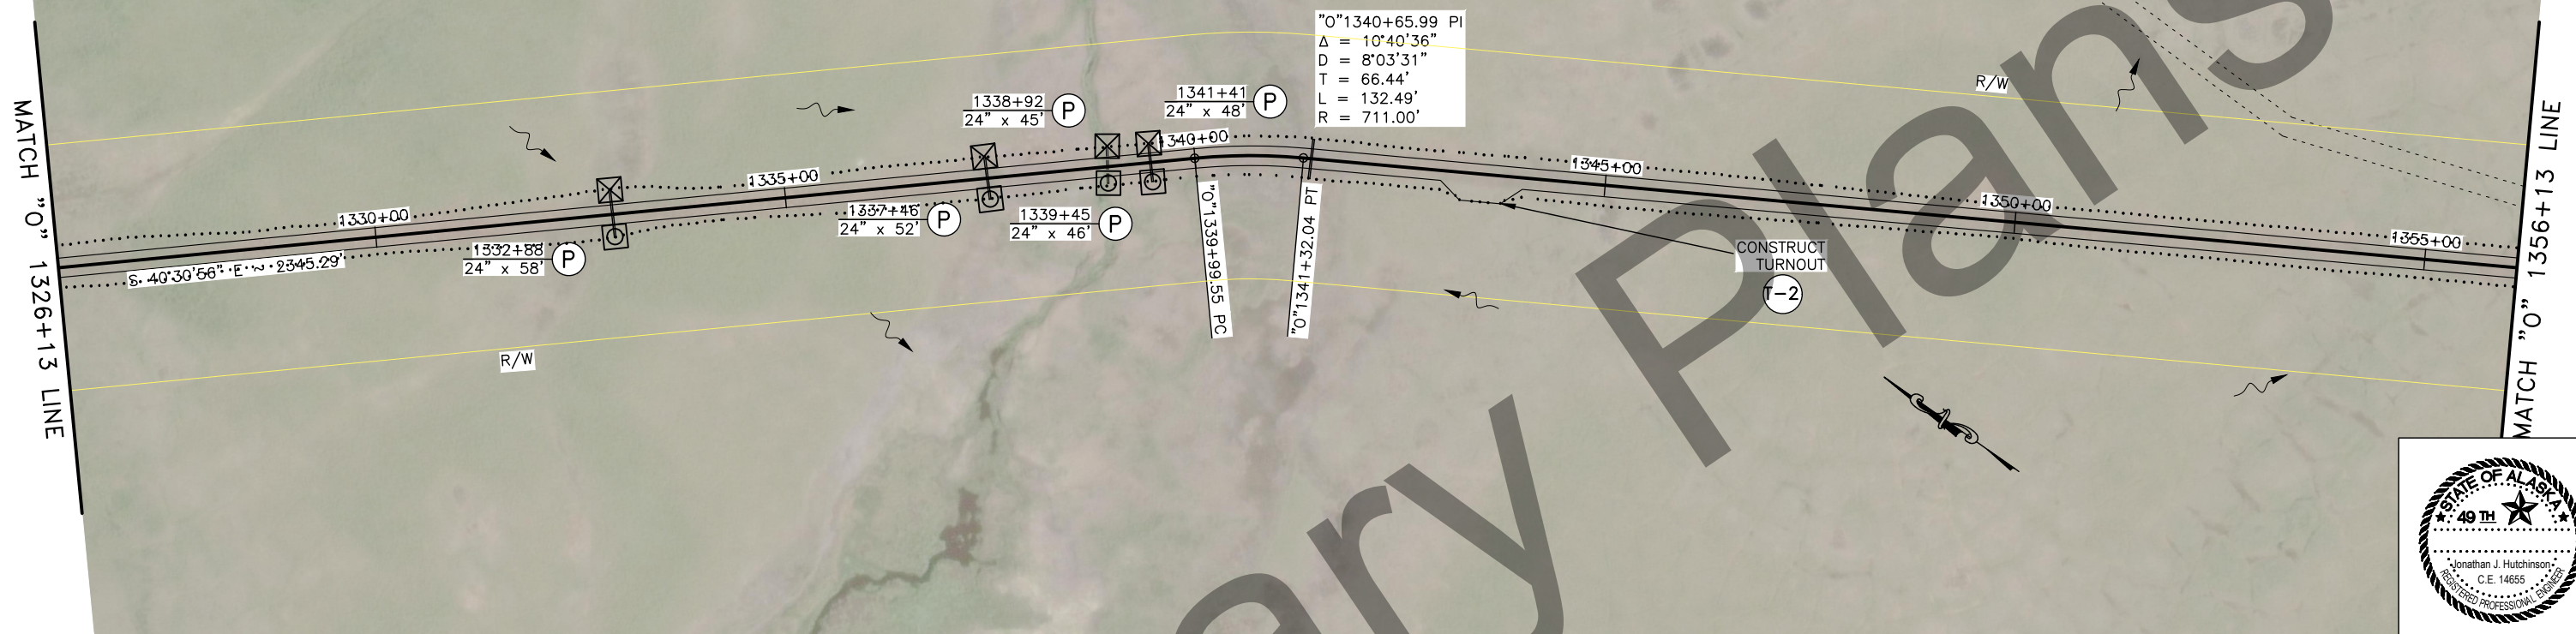 MATCH "O" 1326+13 LINE
1330+00
S. 40°30'56" E ~ 2345.29'
R/W
1332+88
24" x 58'
P
1335+00
1337+46
24" x 52'
P
1338+92
24" x 45'
P
1339+45
24" x 46'
P
1341+41
24" x 48'
P
1340+00
"O"1339+99.55 PC
"O"1341+32.04 PT
"O"1340+65.99 PI
Δ = 10°40'36"
D = 8°03'31"
T = 66.44'
L = 132.49'
R = 711.00'
1345+00
CONSTRUCT
TURNOUT
T-2
R/W
1350+00
1355+00
MATCH "O" 1356+13 LINE
ary Plans
STATE OF ALASKA
49 TH
Jonathan J. Hutchinson
C.E. 14655
REGISTERED PROFESSIONAL ENGINEER